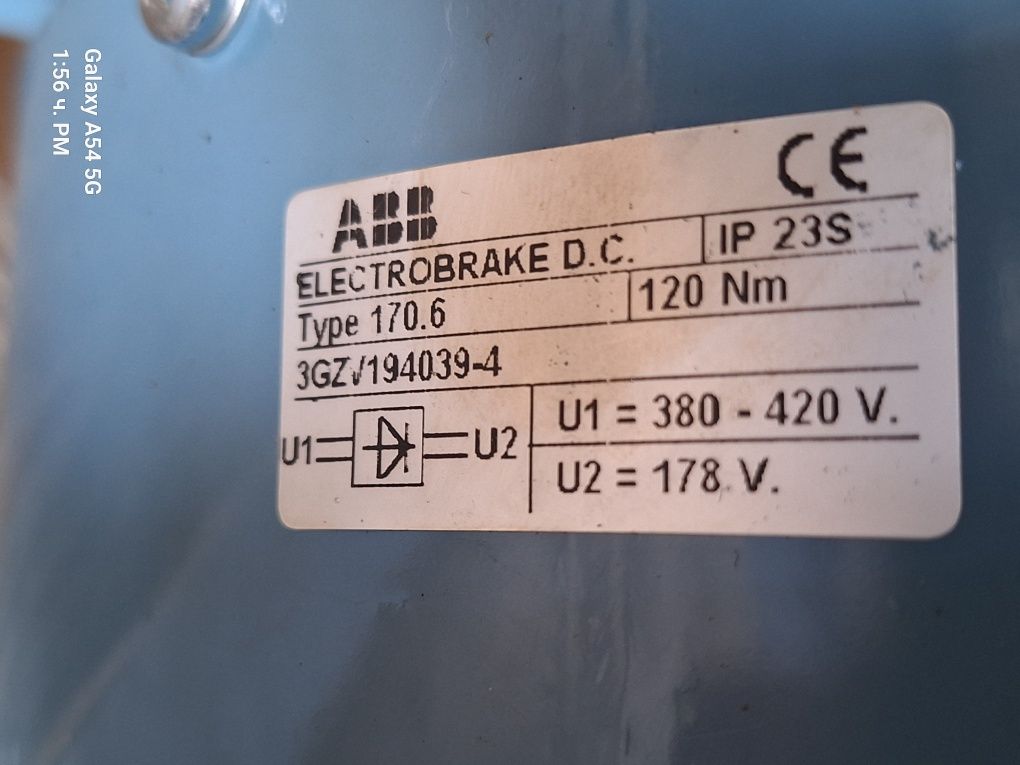 ABB
CE
ELECTROBRAKE D.C.
IP 23S
Type 170.6
120 Nm
3GZV194039-4
U1
U2
U1 = 380 - 420 V.
U2 = 178 V.
Galaxy A54 5G
1:56 ч. PM